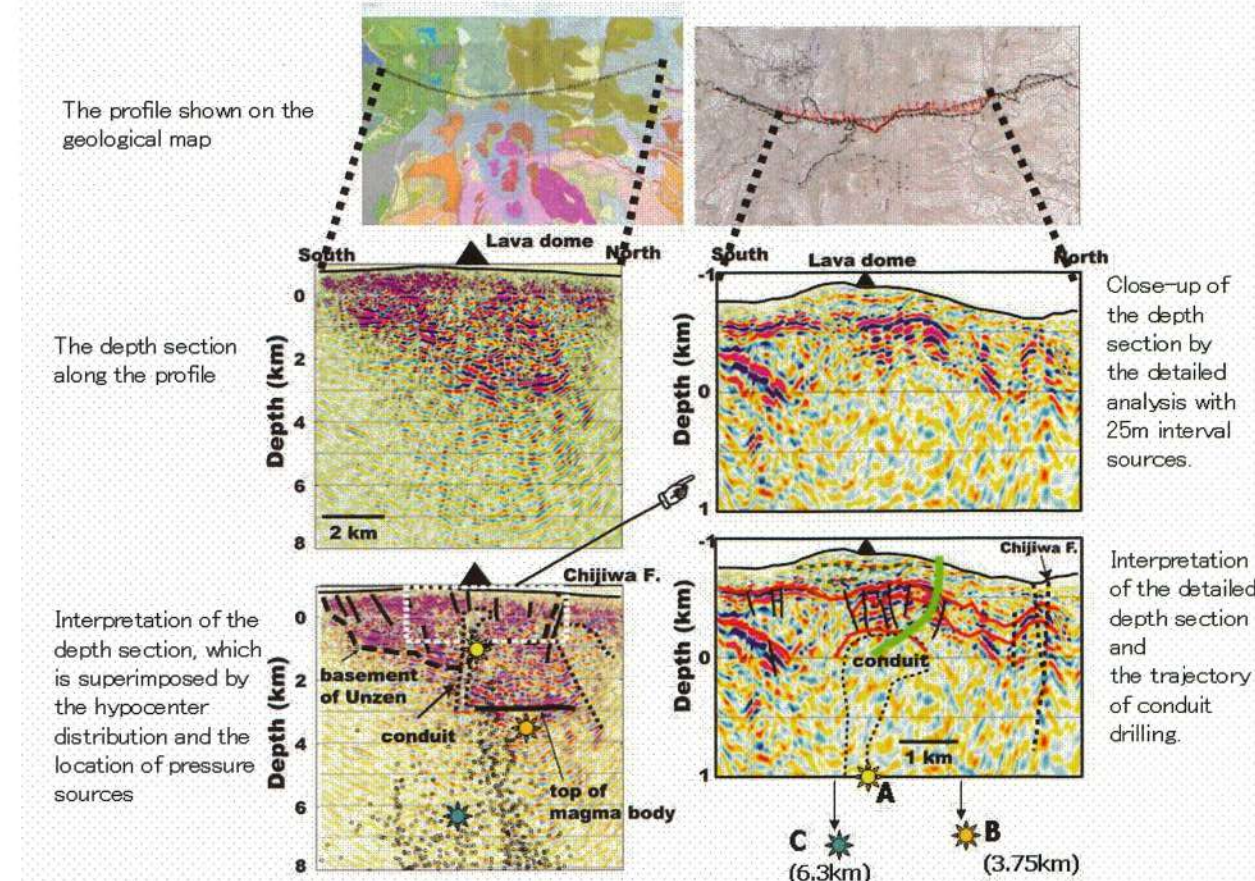 The profile shown on the
geological map
South
Lava dome
North
South
Lava dome
North
The depth section
along the profile
Depth (km)
0
2
4
6
8
2 km
Depth (km)
-1
0
1
Close-up of
the depth
section by
the detailed
analysis with
25m interval
sources.
Interpretation of the
depth section, which
is superimposed by
the hypocenter
distribution and the
location of pressure
sources
Chijiwa F.
Depth (km)
0
2
4
6
8
basement
of Unzen
conduit
top of
magma body
Depth (km)
-1
0
1
Chijiwa F.
conduit
1 km
A
C
(6.3km)
B
(3.75km)
Interpretation
of the detailed
depth section
and
the trajectory
of conduit
drilling.